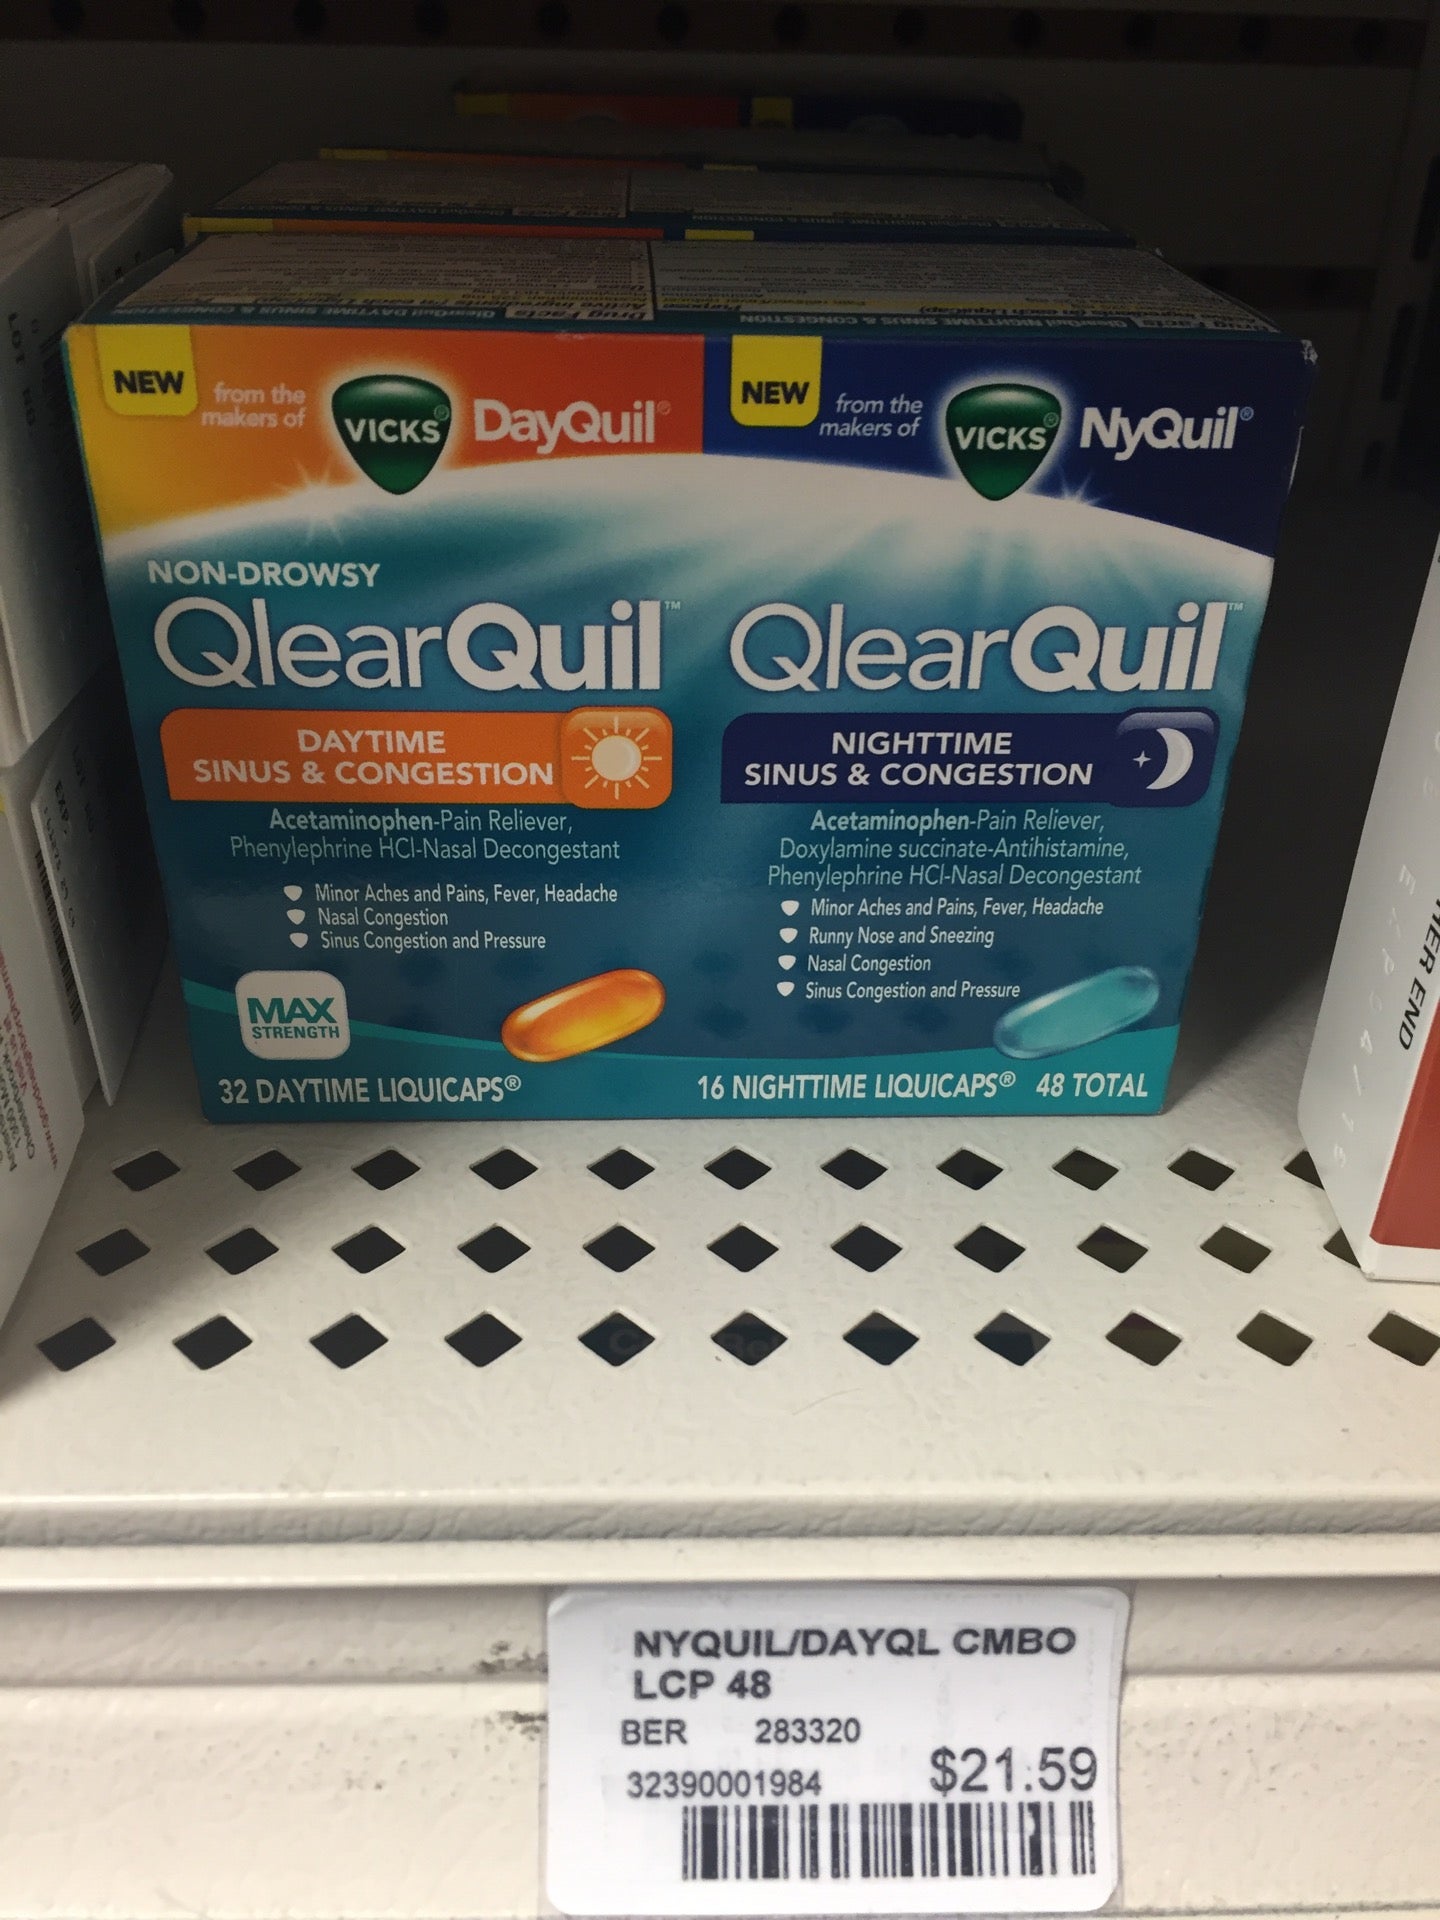 NEW
from the
makers of
VICKS®
DayQuil®
NEW
from the
makers of
VICKS®
NyQuil®
NON-DROWSY
QlearQuil™
DAYTIME
SINUS & CONGESTION
Acetaminophen-Pain Reliever,
Phenylephrine HCl-Nasal Decongestant
Minor Aches and Pains, Fever, Headache
Nasal Congestion
Sinus Congestion and Pressure
MAX
STRENGTH
32 DAYTIME LIQUICAPS®
QlearQuil™
NIGHTTIME
SINUS & CONGESTION
Acetaminophen-Pain Reliever,
Doxylamine succinate-Antihistamine,
Phenylephrine HCl-Nasal Decongestant
Minor Aches and Pains, Fever, Headache
Runny Nose and Sneezing
Nasal Congestion
Sinus Congestion and Pressure
16 NIGHTTIME LIQUICAPS® 48 TOTAL
HER END
NYQUIL/DAYQL CMBO
LCP 48
BER 283320
32390001984 $21.59